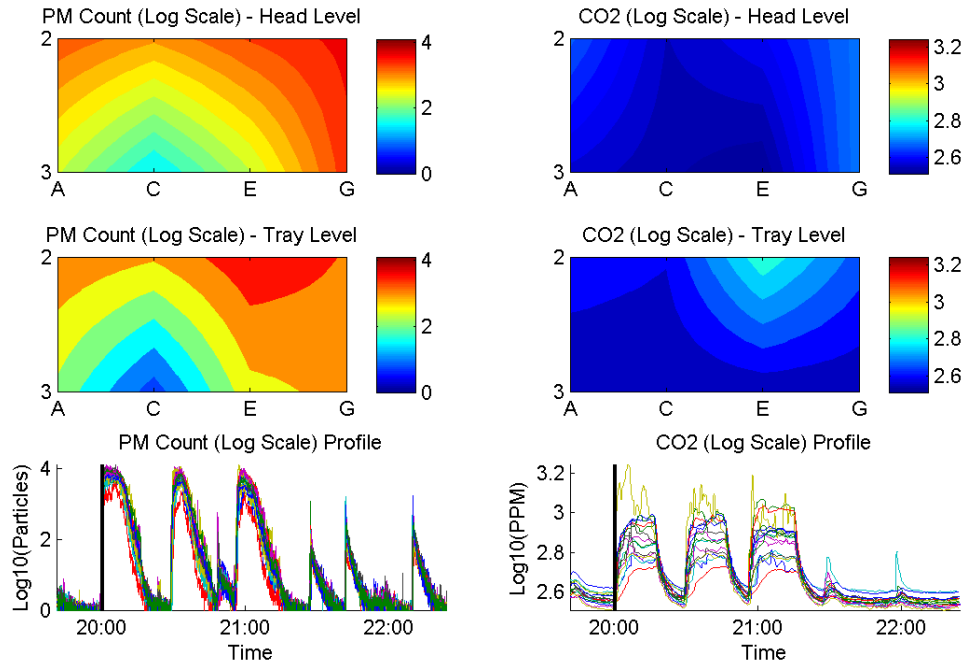 PM Count (Log Scale) - Head Level
2
3
A C E G
4
2
0
CO2 (Log Scale) - Head Level
2
3
A C E G
3.2
3
2.8
2.6
PM Count (Log Scale) - Tray Level
2
3
A C E G
4
2
0
CO2 (Log Scale) - Tray Level
2
3
A C E G
3.2
3
2.8
2.6
PM Count (Log Scale) Profile
Log10(Particles)
4
2
0
20:00 21:00 22:00
Time
CO2 (Log Scale) Profile
Log10(PPM)
3.2
3
2.8
2.6
20:00 21:00 22:00
Time